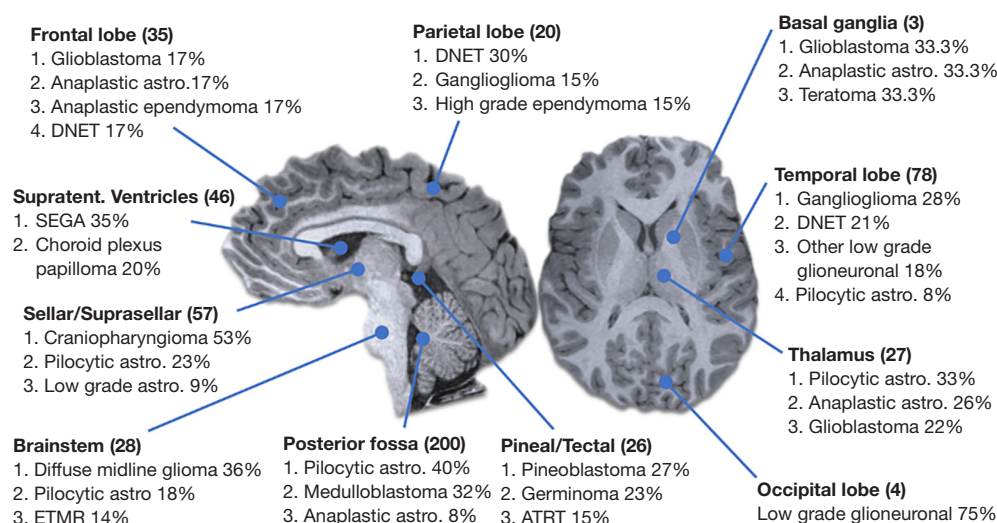 Frontal lobe (35)
1. Glioblastoma 17%
2. Anaplastic astro.17%
3. Anaplastic ependymoma 17%
4. DNET 17%
Parietal lobe (20)
1. DNET 30%
2. Ganglioglioma 15%
3. High grade ependymoma 15%
Basal ganglia (3)
1. Glioblastoma 33.3%
2. Anaplastic astro. 33.3%
3. Teratoma 33.3%
Supratent. Ventricles (46)
1. SEGA 35%
2. Choroid plexus
papilloma 20%
Temporal lobe (78)
1. Ganglioglioma 28%
2. DNET 21%
3. Other low grade
glioneuronal 18%
4. Pilocytic astro. 8%
Sellar/Suprasellar (57)
1. Craniopharyngioma 53%
2. Pilocytic astro. 23%
3. Low grade astro. 9%
Thalamus (27)
1. Pilocytic astro. 33%
2. Anaplastic astro. 26%
3. Glioblastoma 22%
Brainstem (28)
1. Diffuse midline glioma 36%
2. Pilocytic astro 18%
3. ETMR 14%
Posterior fossa (200)
1. Pilocytic astro. 40%
2. Medulloblastoma 32%
3. Anaplastic astro. 8%
Pineal/Tectal (26)
1. Pineoblastoma 27%
2. Germinoma 23%
3. ATRT 15%
Occipital lobe (4)
Low grade glioneuronal 75%